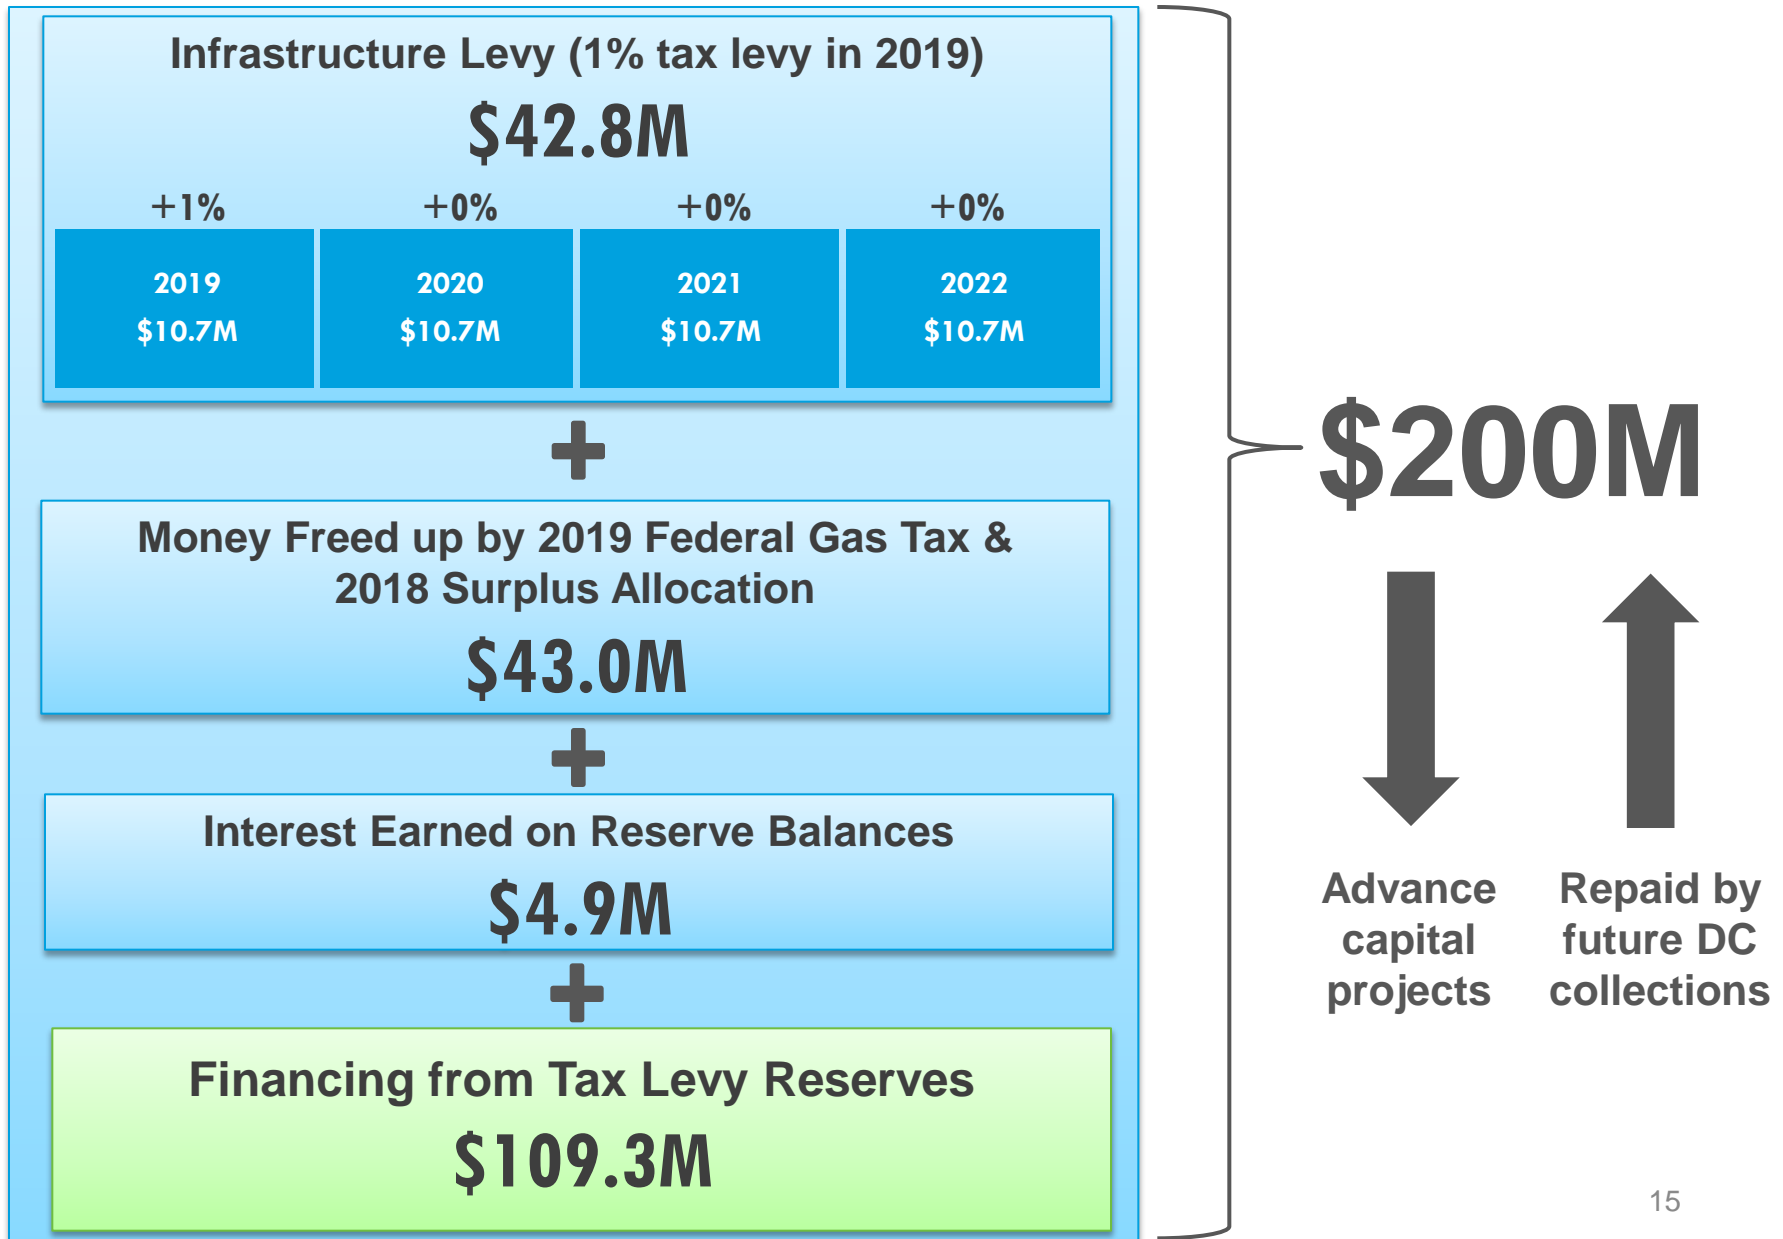 Infrastructure Levy (1% tax levy in 2019)
$42.8M
+1% +0% +0% +0%
2019 2020 2021 2022
$10.7M $10.7M $10.7M $10.7M
Money Freed up by 2019 Federal Gas Tax &
2018 Surplus Allocation
$43.0M
Interest Earned on Reserve Balances
$4.9M
Financing from Tax Levy Reserves
$109.3M
$200M
Advance
capital
projects
Repaid by
future DC
collections
15